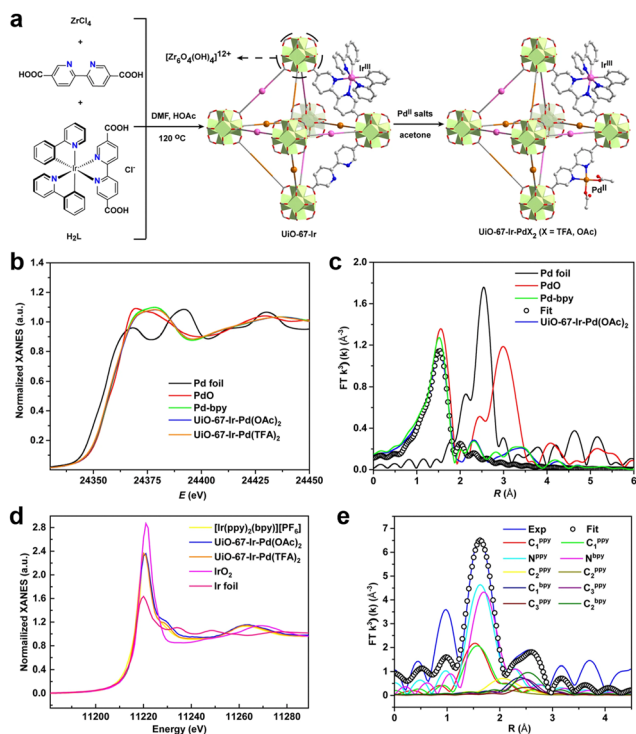 a
ZrCl4
+
HOOC
COOH
N
N
+
COOH
N
N
Ir
Cl-
N
N
COOH
H2L
DMF, HOAc
120 ºC
[Zr6O4(OH)4]12+
IrIII
UiO-67-Ir
PdII salts
acetone
IrIII
PdII
UiO-67-Ir-PdX2 (X = TFA, OAc)
b
Normalized XANES (a.u.)
1.2
1.0
0.8
0.6
0.4
0.2
Pd foil
PdO
Pd-bpy
UiO-67-Ir-Pd(OAc)2
UiO-67-Ir-Pd(TFA)2
24350 24375 24400 24425 24450
E (eV)
c
FT k3) (k) (Å-3)
2.0
1.6
1.2
0.8
0.4
0.0
Pd foil
PdO
Pd-bpy
Fit
UiO-67-Ir-Pd(OAc)2
0 1 2 3 4 5 6
R (Å)
d
Normailized XANES (a.u.)
2.8
2.4
2.0
1.6
1.2
0.8
0.4
0.0
[Ir(ppy)2(bpy)][PF6]
UiO-67-Ir-Pd(OAc)2
UiO-67-Ir-Pd(TFA)2
IrO2
Ir foil
11200 11220 11240 11260 11280
Energy (eV)
e
FT k3) (k) (Å-3)
7
6
5
4
3
2
1
0
Exp Fit
C1ppy C1ppy
Nppy Nbpy
C2ppy C2ppy
C1bpy C3ppy
C3ppy C2bpy
0 1 2 3 4
R (Å)